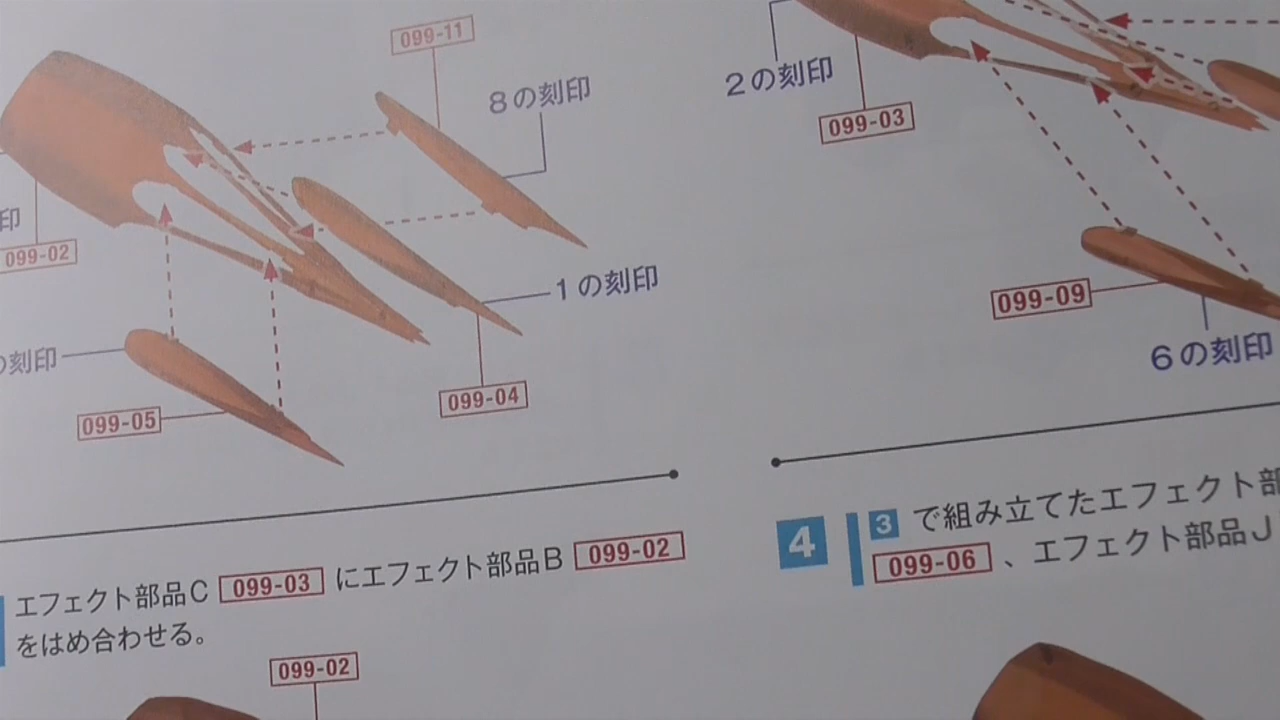 099-11
8の刻印
印
099-02
1の刻印
の刻印
099-05
099-04
2の刻印
099-03
099-09
6の刻印
エフェクト部品C 099-03 にエフェクト部品B 099-02
をはめ合わせる。
099-02
4 3 で組み立てたエフェクト部
099-06 、エフェクト部品J